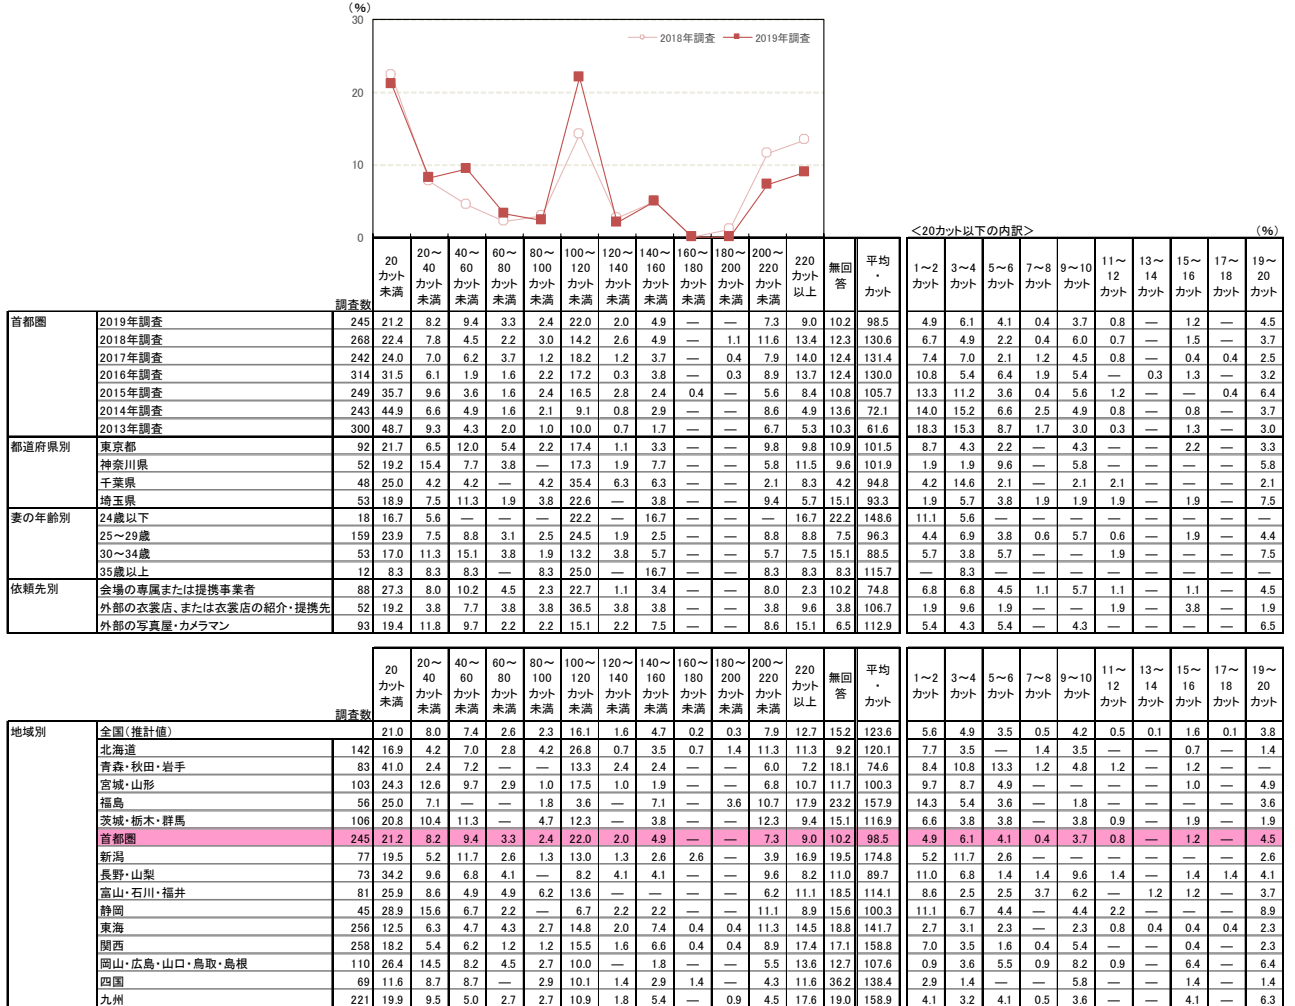 (%)
30
20
10
0
2018年調査 2019年調査
<20カット以下の内訳> (%)
調査数 20カット未満 20～40カット未満 40～60カット未満 60～80カット未満 80～100カット未満 100～120カット未満 120～140カット未満 140～160カット未満 160～180カット未満 180～200カット未満 200～220カット未満 220カット以上 無回答 平均・カット 1～2カット 3～4カット 5～6カット 7～8カット 9～10カット 11～12カット 13～14カット 15～16カット 17～18カット 19～20カット
首都圏 2019年調査 245 21.2 8.2 9.4 3.3 2.4 22.0 2.0 4.9 — — 7.3 9.0 10.2 98.5 4.9 6.1 4.1 0.4 3.7 0.8 — 1.2 — 4.5
2018年調査 268 22.4 7.8 4.5 2.2 3.0 14.2 2.6 4.9 — 1.1 11.6 13.4 12.3 130.6 6.7 4.9 2.2 0.4 6.0 0.7 — 1.5 — 3.7
2017年調査 242 24.0 7.0 6.2 3.7 1.2 18.2 1.2 3.7 — 0.4 7.9 14.0 12.4 131.4 7.4 7.0 2.1 1.2 4.5 0.8 — 0.4 0.4 2.5
2016年調査 314 31.5 6.1 1.9 1.6 2.2 17.2 0.3 3.8 — 0.3 8.9 13.7 12.4 130.0 10.8 5.4 6.4 1.9 5.4 — 0.3 1.3 — 3.2
2015年調査 249 35.7 9.6 3.6 1.6 2.4 16.5 2.8 2.4 0.4 — 5.6 8.4 10.8 105.7 13.3 11.2 3.6 0.4 5.6 1.2 — — 0.4 6.4
2014年調査 243 44.9 6.6 4.9 1.6 2.1 9.1 0.8 2.9 — — 8.6 4.9 13.6 72.1 14.0 15.2 6.6 2.5 4.9 0.8 — 0.8 — 3.7
2013年調査 300 48.7 9.3 4.3 2.0 1.0 10.0 0.7 1.7 — — 6.7 5.3 10.3 61.6 18.3 15.3 8.7 1.7 3.0 0.3 — 1.3 — 3.0
都道府県別 東京都 92 21.7 6.5 12.0 5.4 2.2 17.4 1.1 3.3 — — 9.8 9.8 10.9 101.5 8.7 4.3 2.2 — 4.3 — — 2.2 — 3.3
神奈川県 52 19.2 15.4 7.7 3.8 — 17.3 1.9 7.7 — — 5.8 11.5 9.6 101.9 1.9 1.9 9.6 — 5.8 — — — — 5.8
千葉県 48 25.0 4.2 4.2 — 4.2 35.4 6.3 6.3 — — 2.1 8.3 4.2 94.8 4.2 14.6 2.1 — 2.1 2.1 — — — 2.1
埼玉県 53 18.9 7.5 11.3 1.9 3.8 22.6 — 3.8 — — 9.4 5.7 15.1 93.3 1.9 5.7 3.8 1.9 1.9 1.9 — 1.9 — 7.5
妻の年齢別 24歳以下 18 16.7 5.6 — — — 22.2 — 16.7 — — — 16.7 22.2 148.6 11.1 5.6 — — — — — — — —
25～29歳 159 23.9 7.5 8.8 3.1 2.5 24.5 1.9 2.5 — — 8.8 8.8 7.5 96.3 4.4 6.9 3.8 0.6 5.7 0.6 — 1.9 — 4.4
30～34歳 53 17.0 11.3 15.1 3.8 1.9 13.2 3.8 5.7 — — 5.7 7.5 15.1 88.5 5.7 3.8 5.7 — — 1.9 — — — 7.5
35歳以上 12 8.3 8.3 8.3 — 8.3 25.0 — 16.7 — — 8.3 8.3 8.3 115.7 — 8.3 — — — — — — — —
依頼先別 会場の専属または提携事業者 88 27.3 8.0 10.2 4.5 2.3 22.7 1.1 3.4 — — 8.0 2.3 10.2 74.8 6.8 6.8 4.5 1.1 5.7 1.1 — 1.1 — 4.5
外部の衣裳店、または衣裳店の紹介・提携先 52 19.2 3.8 7.7 3.8 3.8 36.5 3.8 3.8 — — 3.8 9.6 3.8 106.7 1.9 9.6 1.9 — — 1.9 — 3.8 — 1.9
外部の写真屋・カメラマン 93 19.4 11.8 9.7 2.2 2.2 15.1 2.2 7.5 — — 8.6 15.1 6.5 112.9 5.4 4.3 5.4 — 4.3 — — — — 6.5
調査数 20カット未満 20～40カット未満 40～60カット未満 60～80カット未満 80～100カット未満 100～120カット未満 120～140カット未満 140～160カット未満 160～180カット未満 180～200カット未満 200～220カット未満 220カット以上 無回答 平均・カット 1～2カット 3～4カット 5～6カット 7～8カット 9～10カット 11～12カット 13～14カット 15～16カット 17～18カット 19～20カット
地域別 全国(推計値) 21.0 8.0 7.4 2.6 2.3 16.1 1.6 4.7 0.2 0.3 7.9 12.7 15.2 123.6 5.6 4.9 3.5 0.5 4.2 0.5 0.1 1.6 0.1 3.8
北海道 142 16.9 4.2 7.0 2.8 4.2 26.8 0.7 3.5 0.7 1.4 11.3 11.3 9.2 120.1 7.7 3.5 — 1.4 3.5 — — 0.7 — 1.4
青森・秋田・岩手 83 41.0 2.4 7.2 — — 13.3 2.4 2.4 — — 6.0 7.2 18.1 74.6 8.4 10.8 13.3 1.2 4.8 1.2 — 1.2 — —
宮城・山形 103 24.3 12.6 9.7 2.9 1.0 17.5 1.0 1.9 — — 6.8 10.7 11.7 100.3 9.7 8.7 4.9 — — — — 1.0 — 4.9
福島 56 25.0 7.1 — — 1.8 3.6 — 7.1 — 3.6 10.7 17.9 23.2 157.9 14.3 5.4 3.6 — 1.8 — — — — 3.6
茨城・栃木・群馬 106 20.8 10.4 11.3 — 4.7 12.3 — 3.8 — — 12.3 9.4 15.1 116.9 6.6 3.8 3.8 — 3.8 0.9 — 1.9 — 1.9
首都圏 245 21.2 8.2 9.4 3.3 2.4 22.0 2.0 4.9 — — 7.3 9.0 10.2 98.5 4.9 6.1 4.1 0.4 3.7 0.8 — 1.2 — 4.5
新潟 77 19.5 5.2 11.7 2.6 1.3 13.0 1.3 2.6 2.6 — 3.9 16.9 19.5 174.8 5.2 11.7 2.6 — — — — — — 2.6
長野・山梨 73 34.2 9.6 6.8 4.1 — 8.2 4.1 4.1 — — 9.6 8.2 11.0 89.7 11.0 6.8 1.4 1.4 9.6 1.4 — 1.4 1.4 4.1
富山・石川・福井 81 25.9 8.6 4.9 4.9 6.2 13.6 — — — — 6.2 11.1 18.5 114.1 8.6 2.5 2.5 3.7 6.2 — 1.2 1.2 — 3.7
静岡 45 28.9 15.6 6.7 2.2 — 6.7 2.2 2.2 — — 11.1 8.9 15.6 100.3 11.1 6.7 4.4 — 4.4 2.2 — — — 8.9
東海 256 12.5 6.3 4.7 4.3 2.7 14.8 2.0 7.4 0.4 0.4 11.3 14.5 18.8 141.7 2.7 3.1 2.3 — 2.3 0.8 0.4 0.4 0.4 2.3
関西 258 18.2 5.4 6.2 1.2 1.2 15.5 1.6 6.6 0.4 0.4 8.9 17.4 17.1 158.8 7.0 3.5 1.6 0.4 5.4 — — 0.4 — 2.3
岡山・広島・山口・鳥取・島根 110 26.4 14.5 8.2 4.5 2.7 10.0 — 1.8 — — 5.5 13.6 12.7 107.6 0.9 3.6 5.5 0.9 8.2 0.9 — 6.4 — 6.4
四国 69 11.6 8.7 8.7 — 2.9 10.1 1.4 2.9 1.4 — 4.3 11.6 36.2 138.4 2.9 1.4 — — 5.8 — — 1.4 — 1.4
九州 221 19.9 9.5 5.0 2.7 2.7 10.9 1.8 5.4 — 0.9 4.5 17.6 19.0 158.9 4.1 3.2 4.1 0.5 3.6 — — 4.1 — 6.3